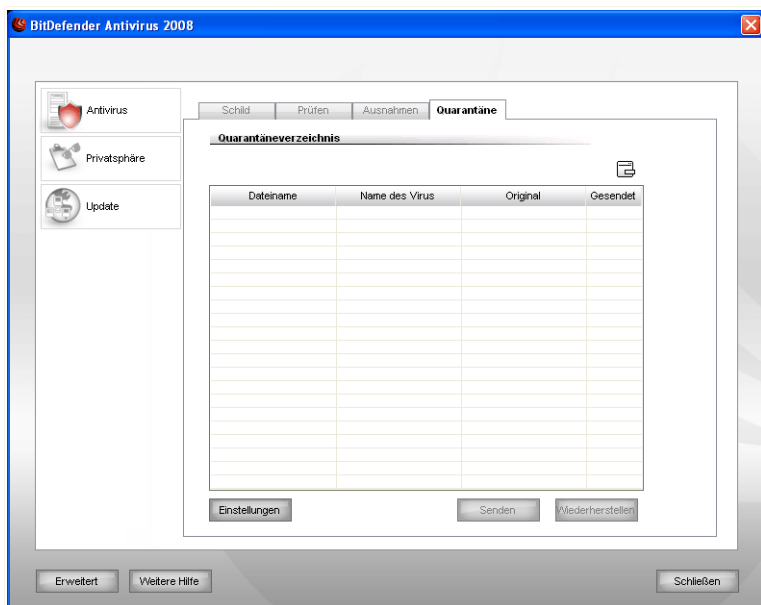 BitDefender Antivirus 2008
Antivirus
Privatsphäre
Update
Schild Prüfen Ausnahmen Quarantäne
Quarantäneverzeichnis
Dateiname Name des Virus Original Gesendet
Einstellungen Senden Wiederherstellen
Erweitert Weitere Hilfe Schließen